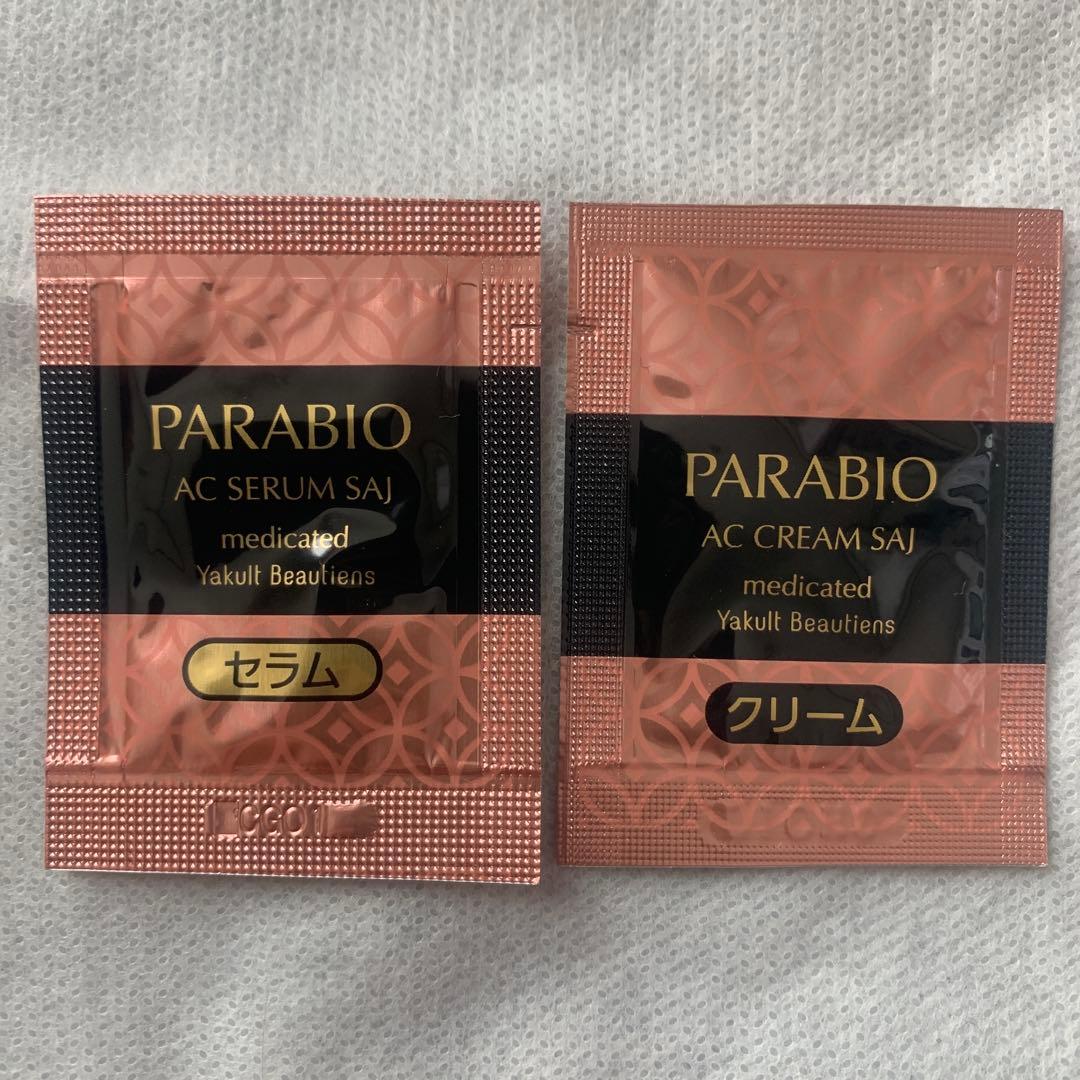 PARABIO
AC SERUM SAJ
medicated
Yakult Beautiens
セラム
PARABIO
AC CREAM SAJ
medicated
Yakult Beautiens
クリーム